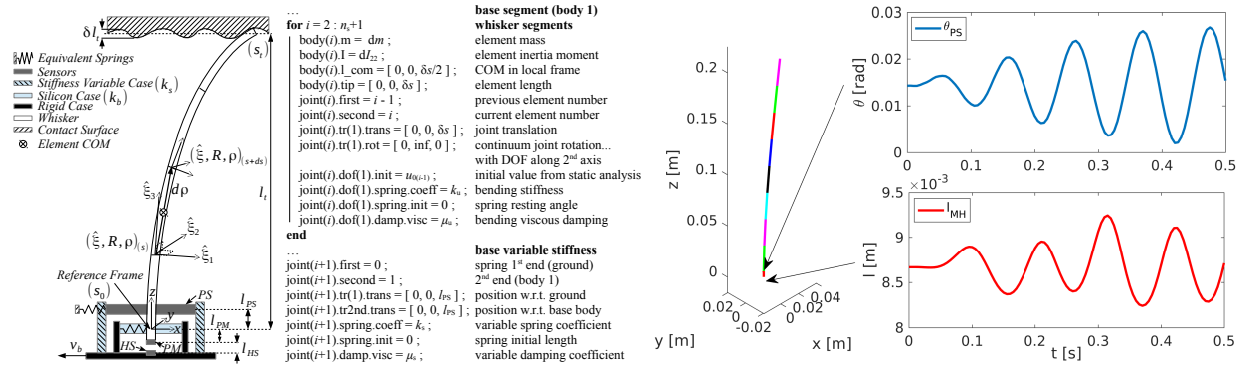 δl_t
(s_t)
Equivalent Springs
Sensors
Stiffness Variable Case (k_s)
Silicon Case (k_b)
Rigid Case
Whisker
Contact Surface
Element COM
(ξ̂, R, ρ)_(s+ds)
ξ̂_3
dρ
l_t
(ξ̂, R, ρ)_(s)
ξ̂_2
ξ̂_1
Reference Frame
(s_0)
z
PS
l_PS
y
x
l_PM
HS
PM
l_HS
v_b
... base segment (body 1)
for i = 2 : n_s+1 whisker segments
body(i).m = dm ; element mass
body(i).I = dI_22 ; element inertia moment
body(i).l_com = [ 0, 0, δs/2 ] ; COM in local frame
body(i).tip = [ 0, 0, δs ] ; element length
joint(i).first = i - 1 ; previous element number
joint(i).second = i ; current element number
joint(i).tr(1).trans = [ 0, 0, δs ] ; joint translation
joint(i).tr(1).rot = [ 0, inf, 0 ] ; continuum joint rotation...
with DOF along 2nd axis
joint(i).dof(1).init = u_0(i-1) ; initial value from static analysis
joint(i).dof(1).spring.coeff = k_u ; bending stiffness
joint(i).dof(1).spring.init = 0 ; spring resting angle
joint(i).dof(1).damp.visc = μ_u ; bending viscous damping
end
... base variable stiffness
joint(i+1).first = 0 ; spring 1st end (ground)
joint(i+1).second = 1 ; 2nd end (body 1)
joint(i+1).tr(1).trans = [ 0, 0, l_PS ] ; position w.r.t. ground
joint(i+1).tr2nd.trans = [ 0, 0, l_PS ] ; position w.r.t. base body
joint(i+1).spring.coeff = k_s ; variable spring coefficient
joint(i+1).spring.init = 0 ; spring initial length
joint(i+1).damp.visc = μ_s ; variable damping coefficient
z [m]
0.2
0.15
0.1
0.05
0
0.02
0
-0.02
y [m]
0.04
0.02
0
-0.02
x [m]
θ [rad]
0.03
0.02
0.01
0
θ_PS
0 0.1 0.2 0.3 0.4 0.5
×10^-3
l [m]
9.5
9
8.5
8
l_MH
0 0.1 0.2 0.3 0.4 0.5
t [s]